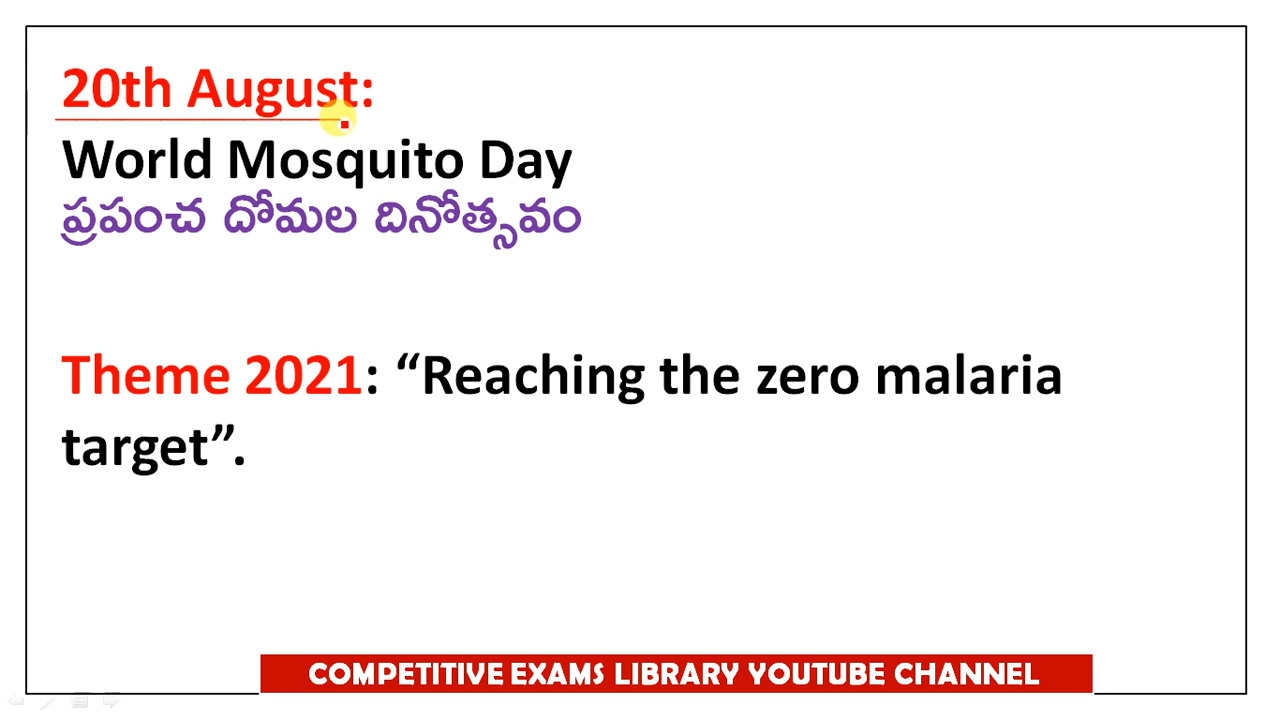 20th August:
World Mosquito Day
ప్రపంచ దోమల దినోత్సవం
Theme 2021: “Reaching the zero malaria
target”.
COMPETITIVE EXAMS LIBRARY YOUTUBE CHANNEL